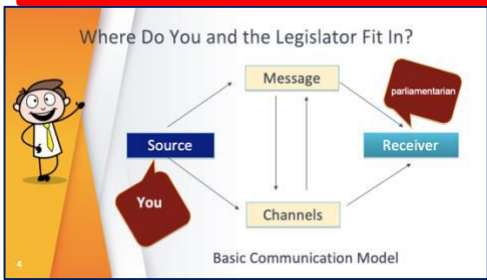 Where Do You and the Legislator Fit In?
Message
parliamentarian
Source
Receiver
You
Channels
4
Basic Communication Model